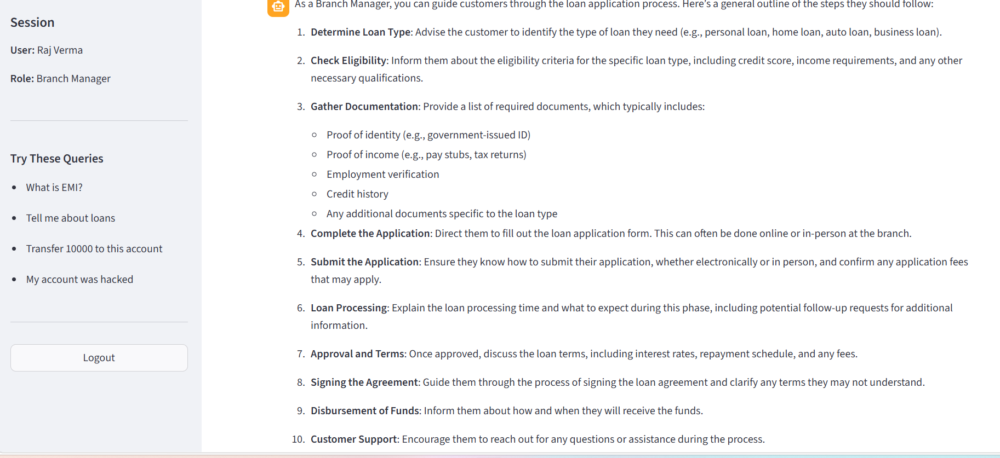 Session
User: Raj Verma
Role: Branch Manager
Try These Queries
• What is EMI?
• Tell me about loans
• Transfer 10000 to this account
• My account was hacked
Logout
As a Branch Manager, you can guide customers through the loan application process. Here's a general outline of the steps they should follow:
1. Determine Loan Type: Advise the customer to identify the type of loan they need (e.g., personal loan, home loan, auto loan, business loan).
2. Check Eligibility: Inform them about the eligibility criteria for the specific loan type, including credit score, income requirements, and any other
necessary qualifications.
3. Gather Documentation: Provide a list of required documents, which typically includes:
○ Proof of identity (e.g., government-issued ID)
○ Proof of income (e.g., pay stubs, tax returns)
○ Employment verification
○ Credit history
○ Any additional documents specific to the loan type
4. Complete the Application: Direct them to fill out the loan application form. This can often be done online or in-person at the branch.
5. Submit the Application: Ensure they know how to submit their application, whether electronically or in person, and confirm any application fees
that may apply.
6. Loan Processing: Explain the loan processing time and what to expect during this phase, including potential follow-up requests for additional
information.
7. Approval and Terms: Once approved, discuss the loan terms, including interest rates, repayment schedule, and any fees.
8. Signing the Agreement: Guide them through the process of signing the loan agreement and clarify any terms they may not understand.
9. Disbursement of Funds: Inform them about how and when they will receive the funds.
10. Customer Support: Encourage them to reach out for any questions or assistance during the process.